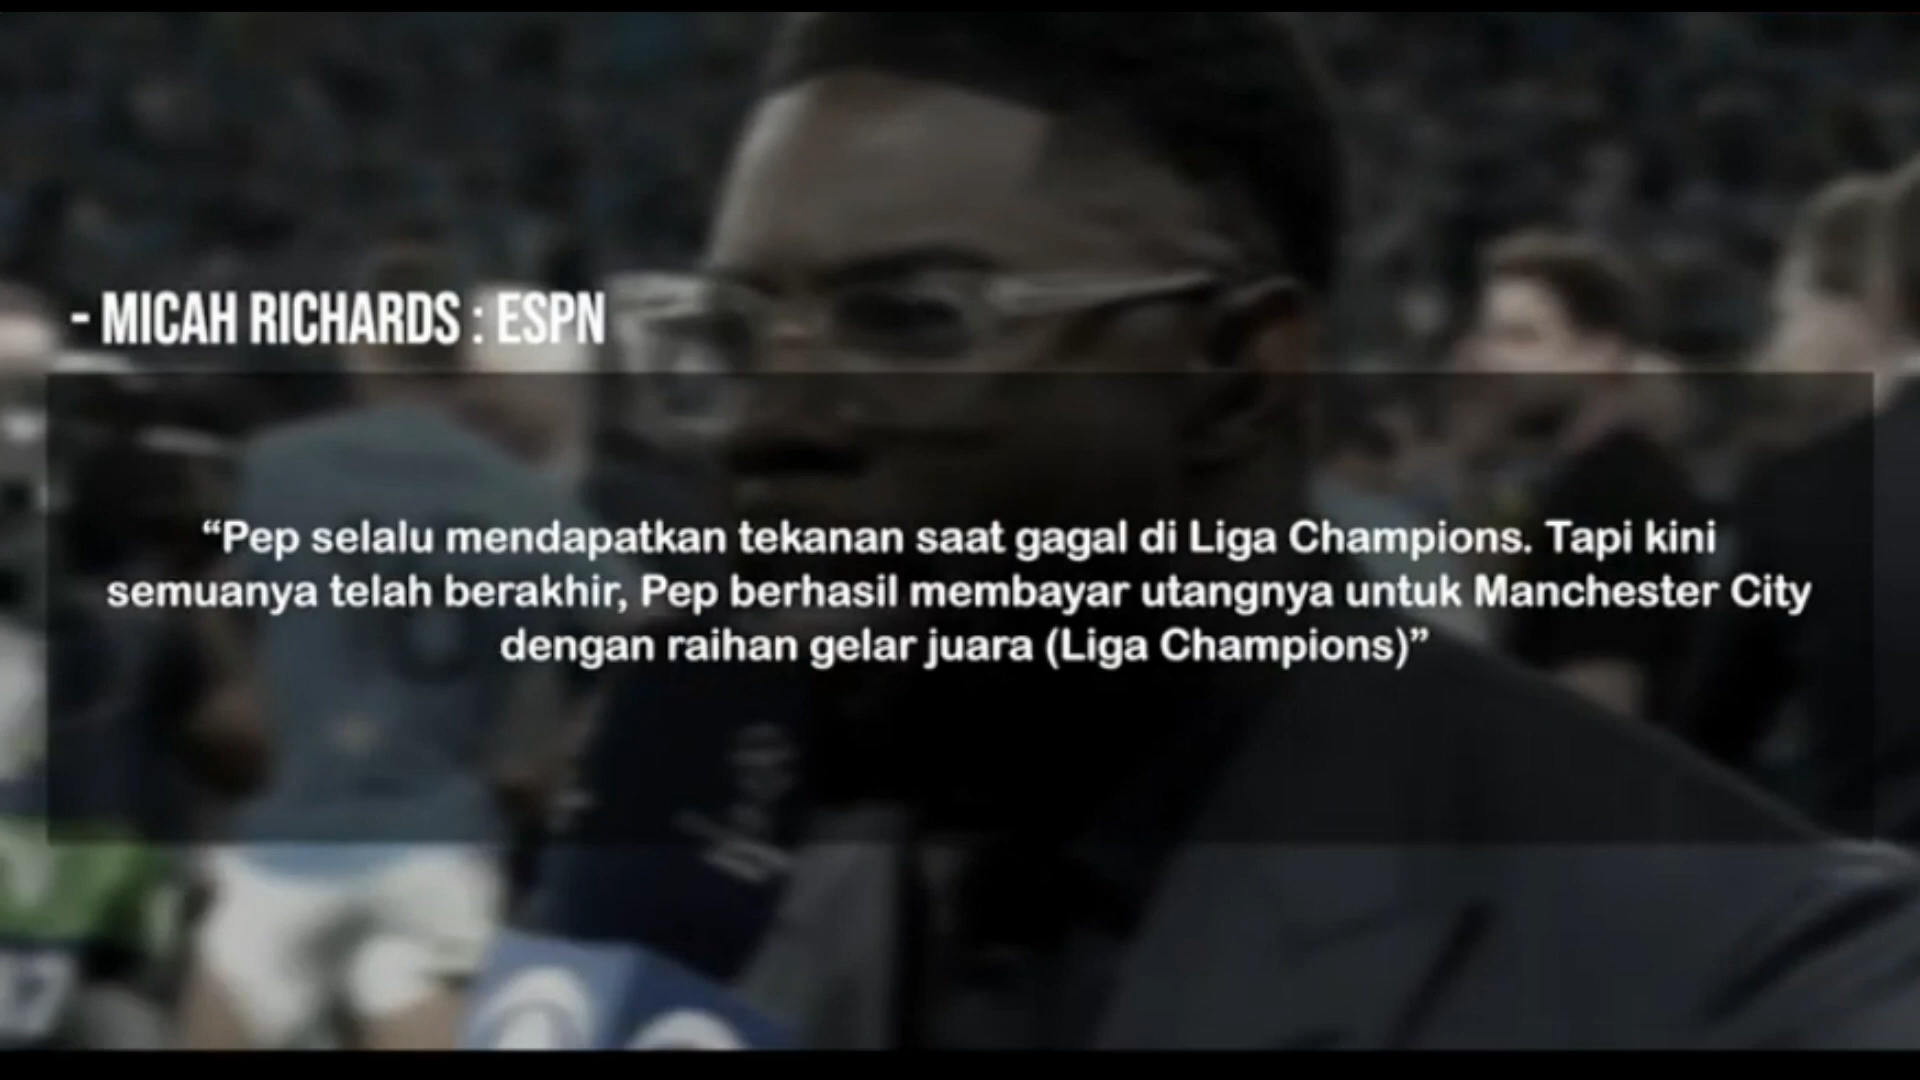 - MICAH RICHARDS : ESPN
“Pep selalu mendapatkan tekanan saat gagal di Liga Champions. Tapi kini
semuanya telah berakhir, Pep berhasil membayar utangnya untuk Manchester City
dengan raihan gelar juara (Liga Champions)”